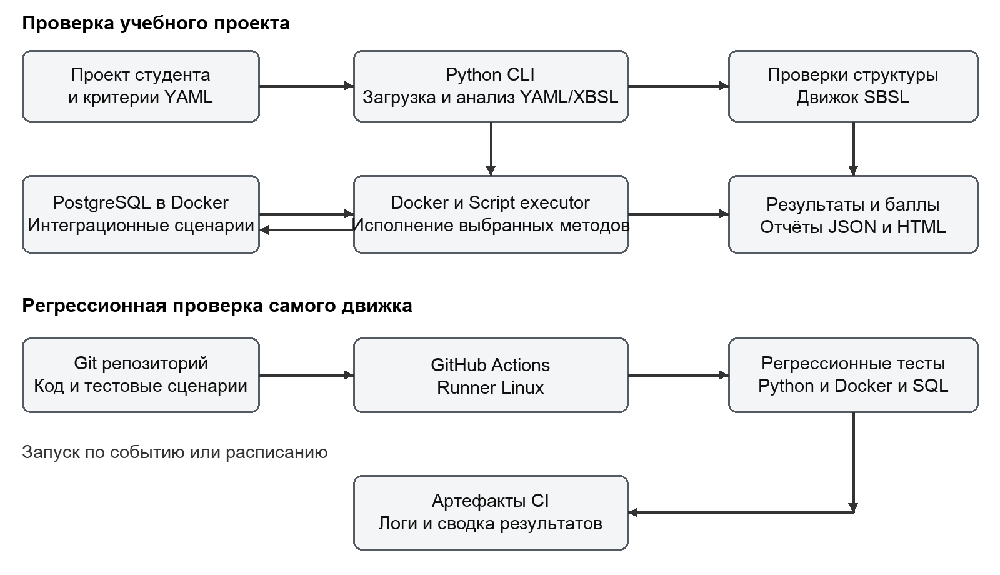 Проверка учебного проекта
Проект студента
и критерии YAML
Python CLI
Загрузка и анализ YAML/XBSL
Проверки структуры
Движок SBSL
PostgreSQL в Docker
Интеграционные сценарии
Docker и Script executor
Исполнение выбранных методов
Результаты и баллы
Отчёты JSON и HTML
Регрессионная проверка самого движка
Git репозиторий
Код и тестовые сценарии
GitHub Actions
Runner Linux
Регрессионные тесты
Python и Docker и SQL
Запуск по событию или расписанию
Артефакты CI
Логи и сводка результатов